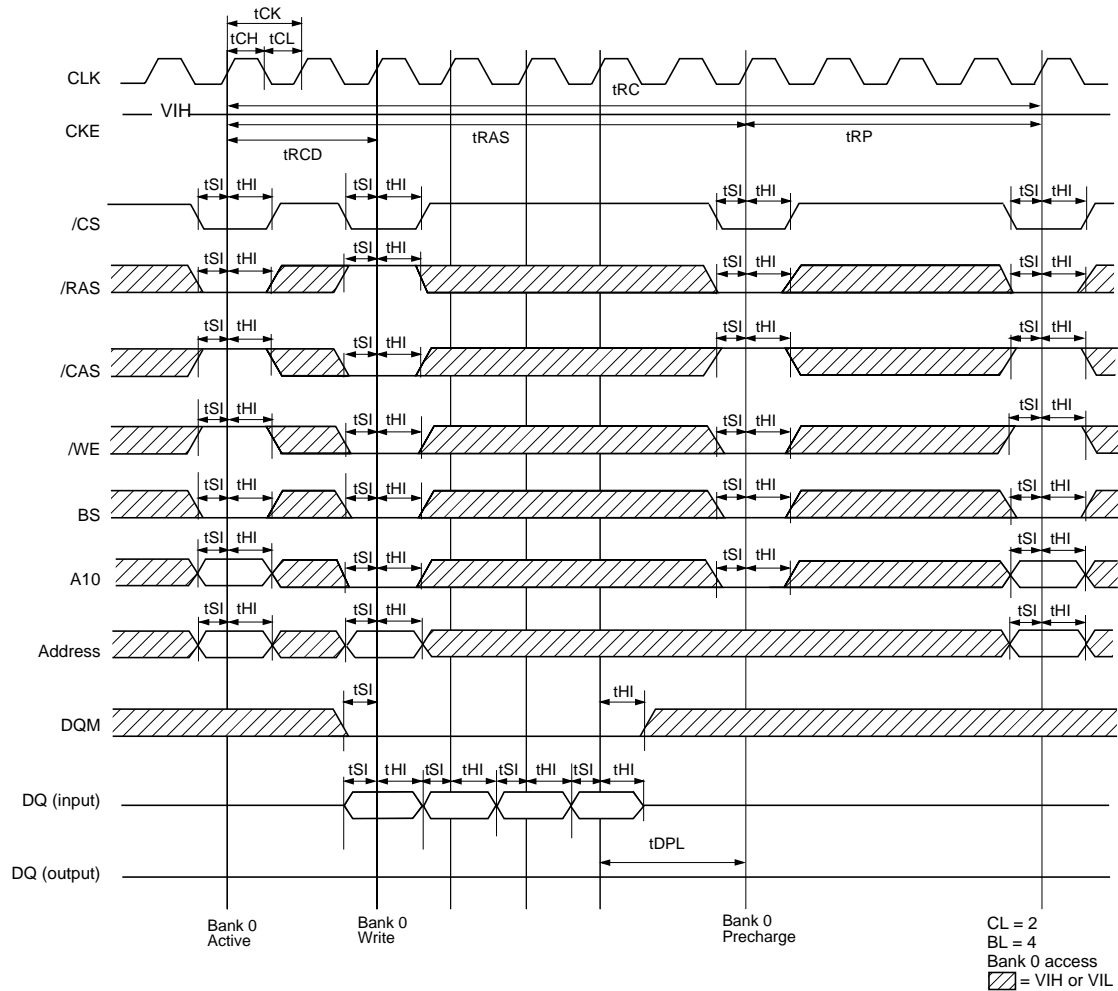 tCK
tCH tCL
CLK
tRC
VIH
CKE
tRAS tRP
tRCD
tSI tHI tSI tHI tSI tHI tSI tHI
/CS
tSI tHI
tSI tHI tSI tHI tSI tHI
/RAS
tSI tHI tSI tHI tSI tHI
tSI tHI
/CAS
tSI tHI
tSI tHI
tSI tHI tSI tHI
/WE
tSI tHI tSI tHI tSI tHI tSI tHI
BS
tSI tHI tSI tHI
tSI tHI tSI tHI
A10
tSI tHI tSI tHI tSI tHI
Address
tSI tHI
DQM
tSI tHI tSI tHI tSI tHI tSI tHI
DQ (input)
tDPL
DQ (output)
Bank 0
Active
Bank 0
Write
Bank 0
Precharge
CL = 2
BL = 4
Bank 0 access
= VIH or VIL